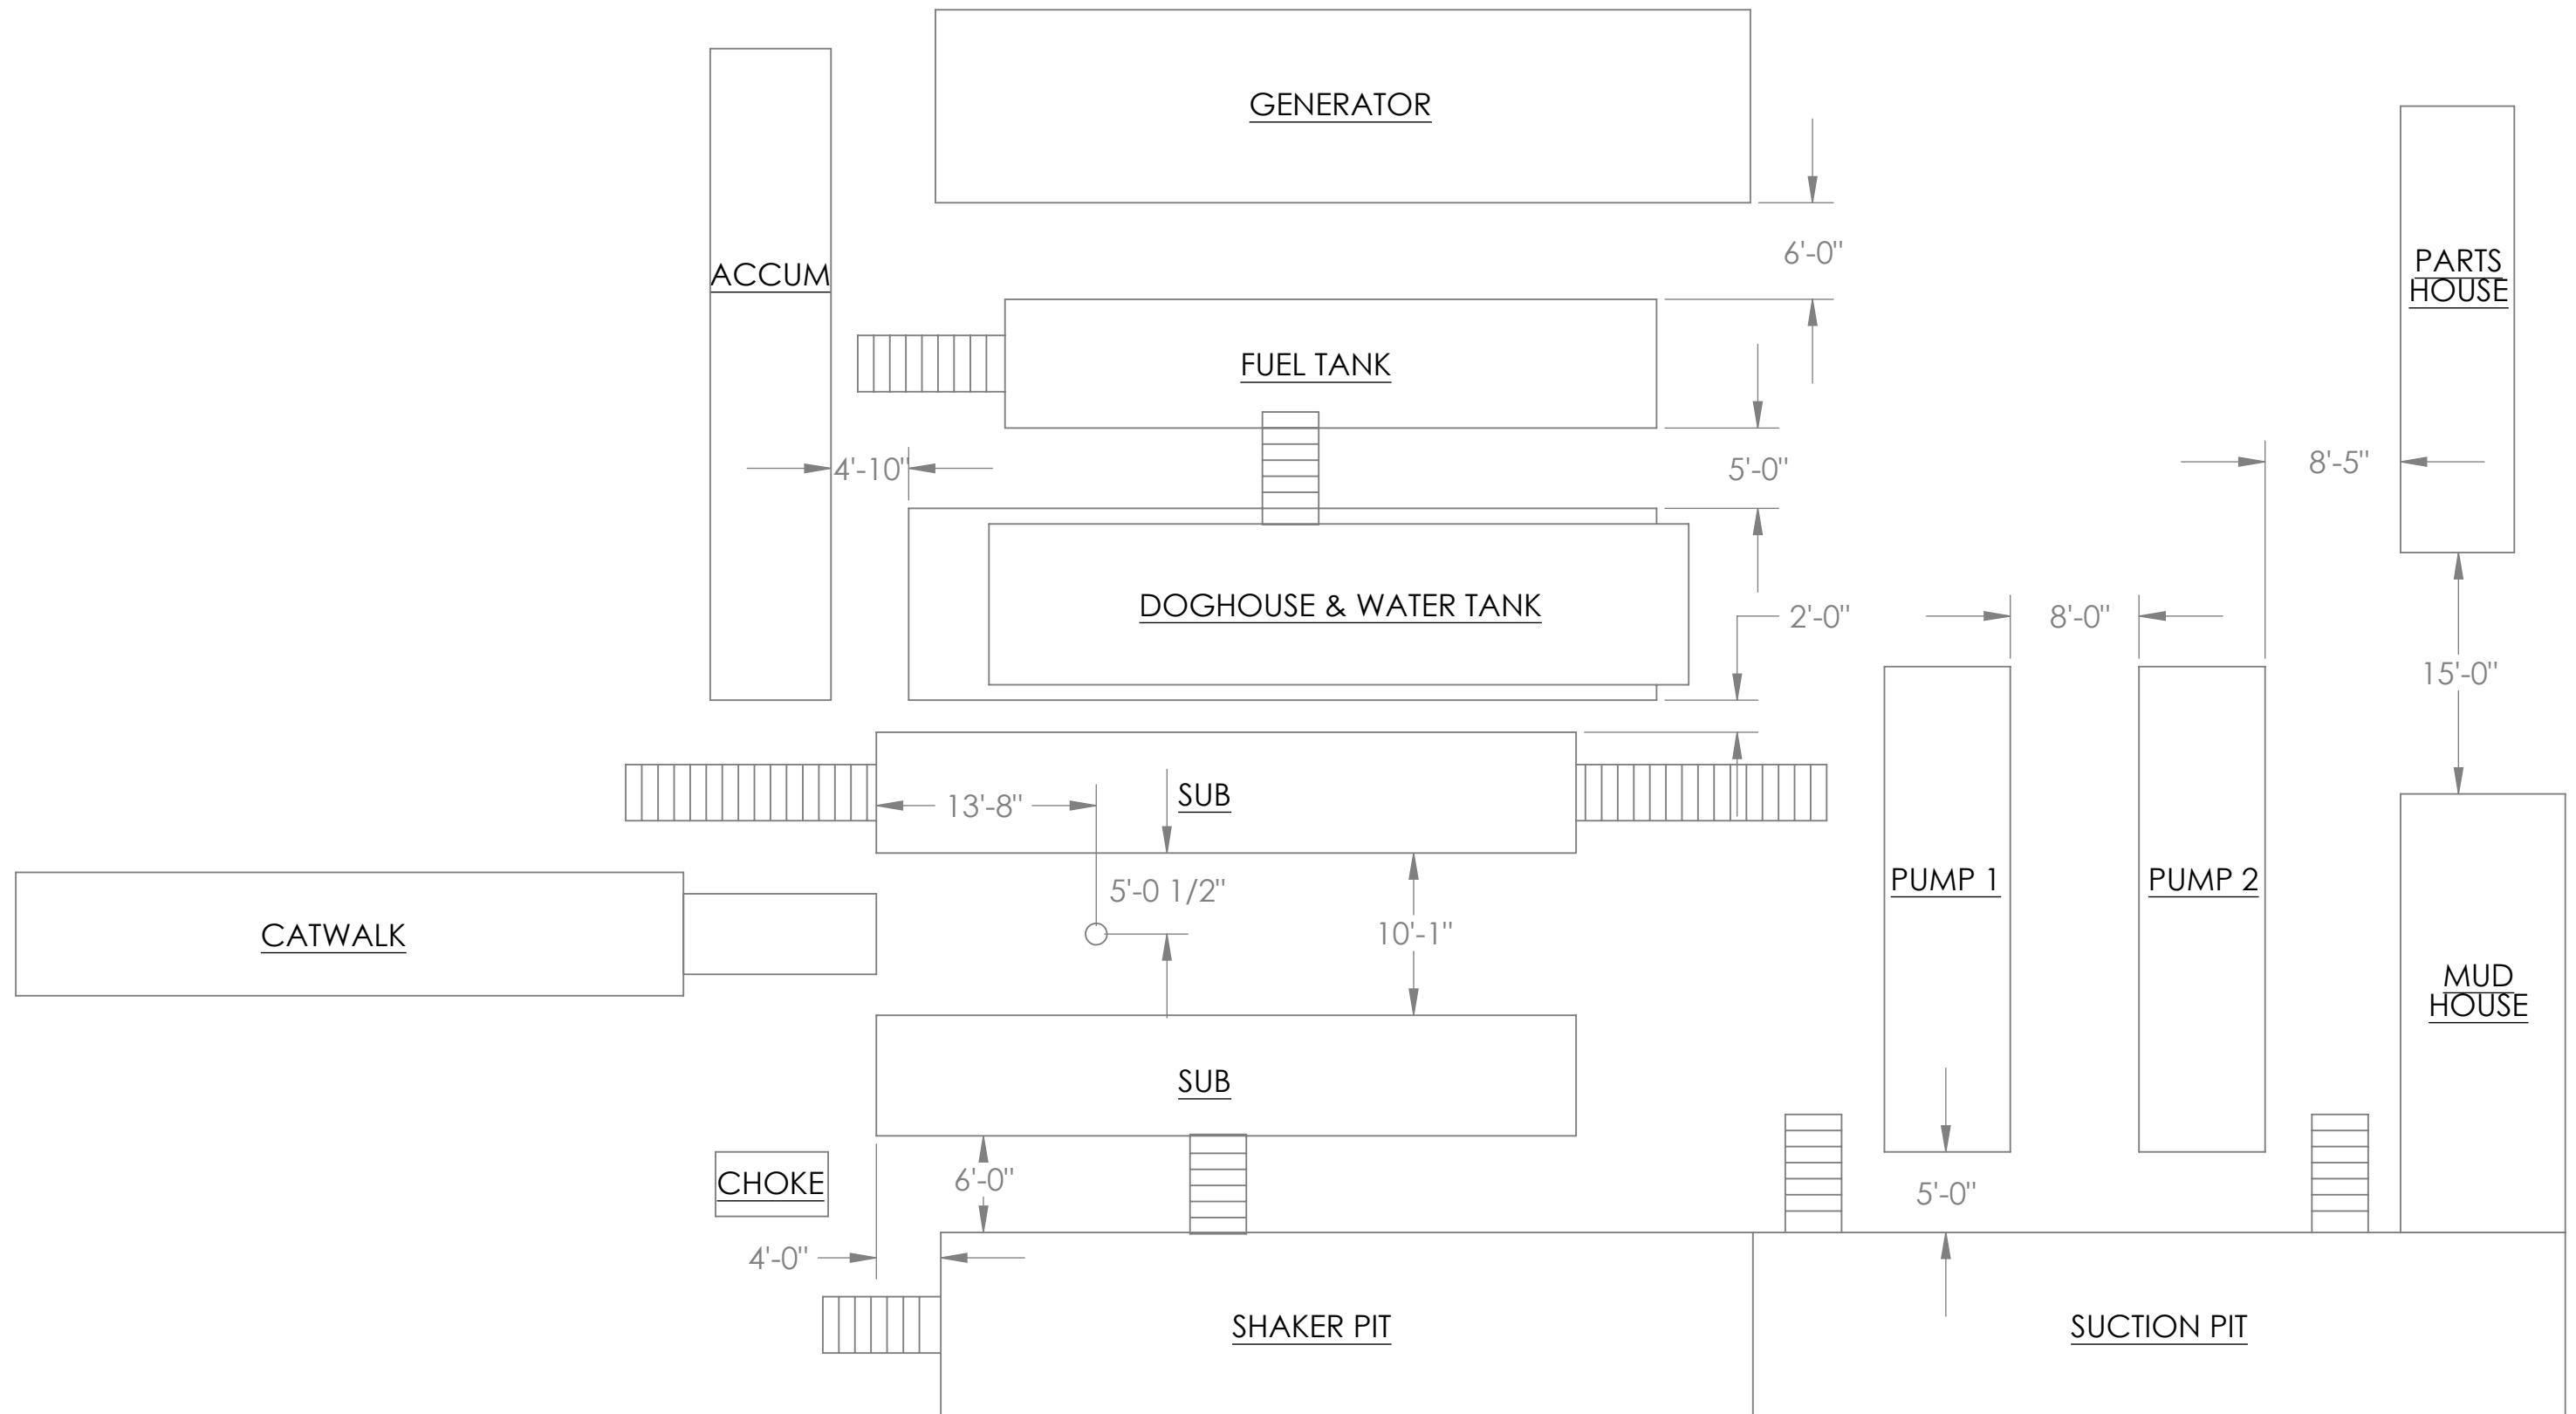 GENERATOR
6'-0"
ACCUM
PARTS
HOUSE
FUEL TANK
4'-10"
5'-0"
8'-5"
DOGHOUSE & WATER TANK
2'-0"
8'-0"
15'-0"
13'-8"
SUB
5'-0 1/2"
10'-1"
PUMP 1
PUMP 2
CATWALK
MUD
HOUSE
SUB
CHOKE
6'-0"
5'-0"
4'-0"
SHAKER PIT
SUCTION PIT